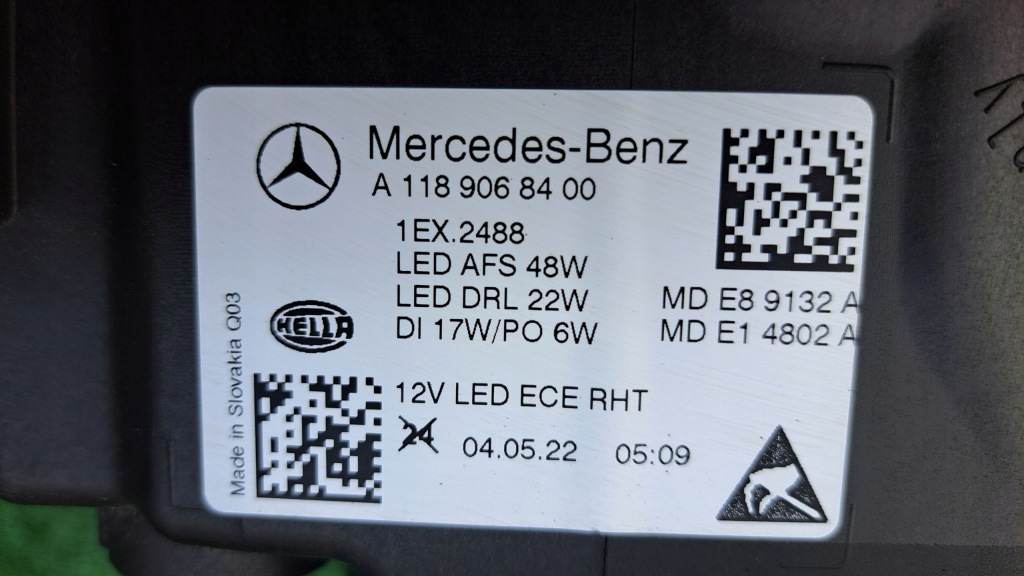 Mercedes-Benz
A 118 906 84 00
1EX.2488
LED AFS 48W
LED DRL 22W MD E8 9132 A
DI 17W/PO 6W MD E1 4802 A
HELLA
12V LED ECE RHT
24 04.05.22 05:09
Made in Slovakia Q03